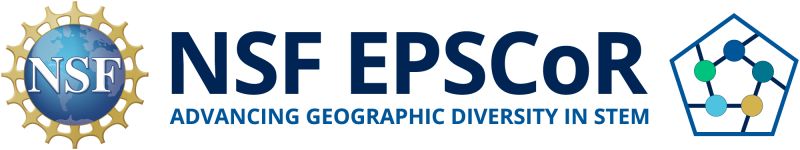 NSF
NSF EPSCoR
ADVANCING GEOGRAPHIC DIVERSITY IN STEM